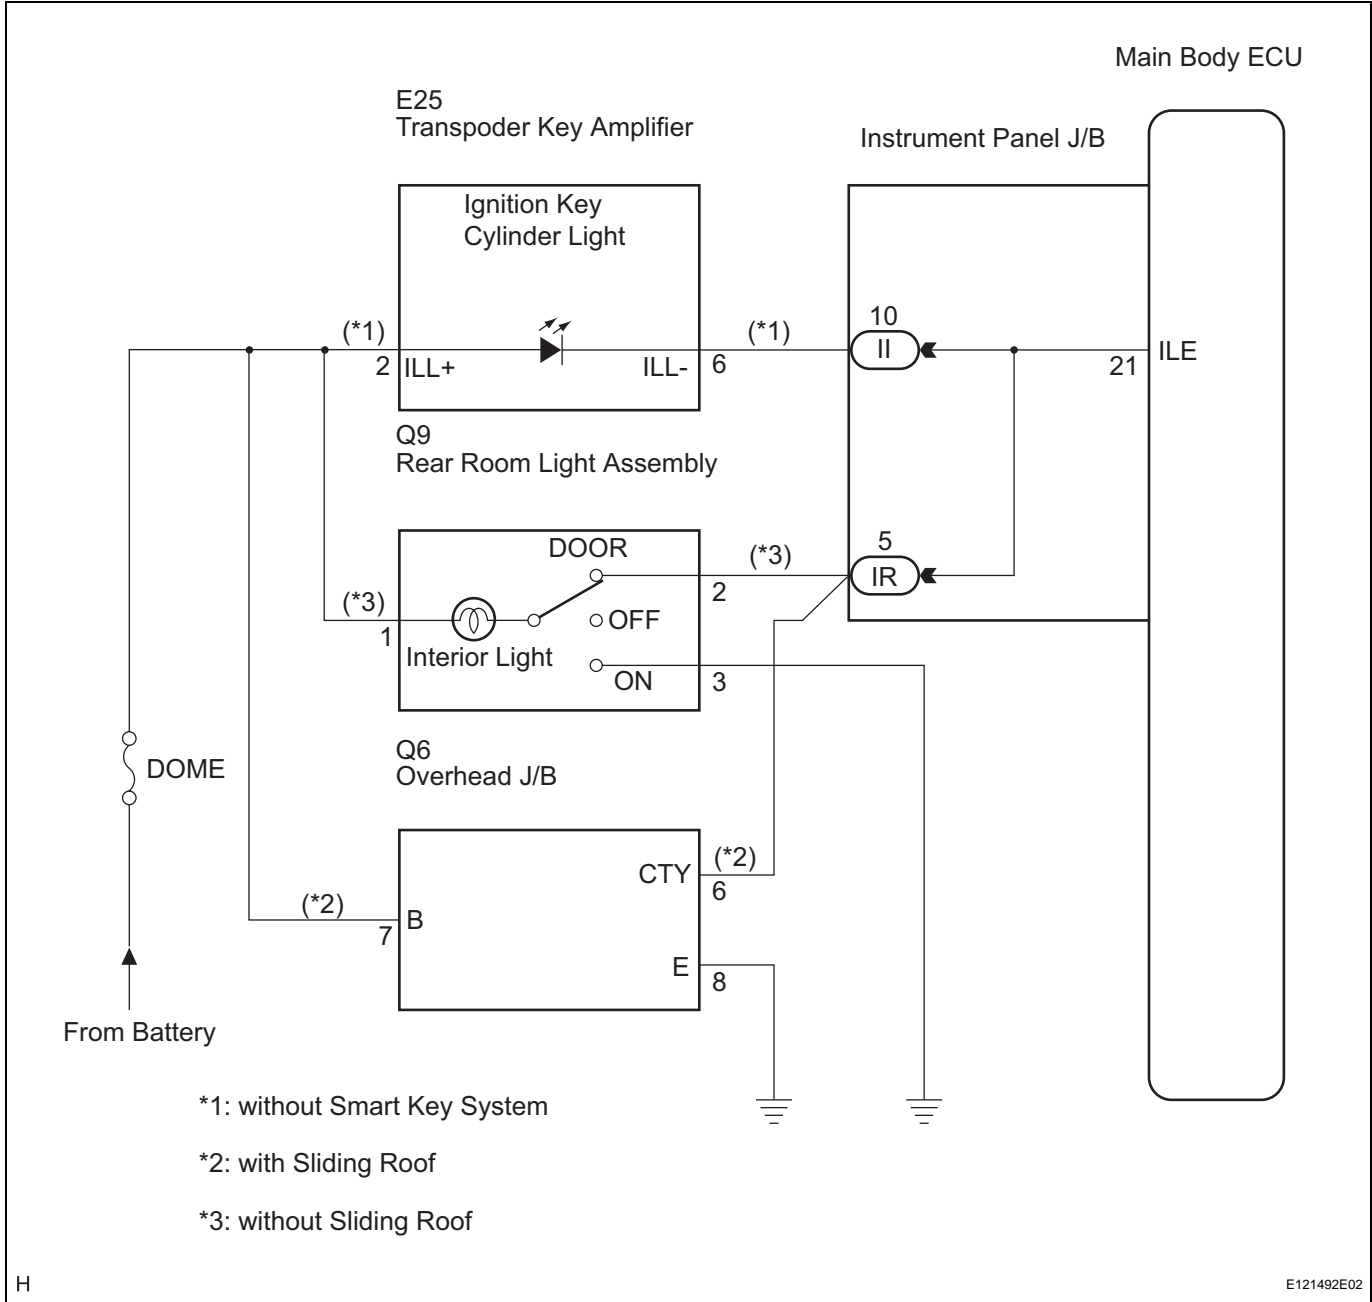 Main Body ECU
E25
Transpoder Key Amplifier
Instrument Panel J/B
Ignition Key
Cylinder Light
(*1)
2
ILL+
ILL-
6
(*1)
10
II
21
ILE
Q9
Rear Room Light Assembly
DOOR
(*3)
2
5
IR
(*3)
1
OFF
Interior Light
ON
3
DOME
Q6
Overhead J/B
CTY
(*2)
6
(*2)
7
B
E
8
From Battery
*1: without Smart Key System
*2: with Sliding Roof
*3: without Sliding Roof
H
E121492E02